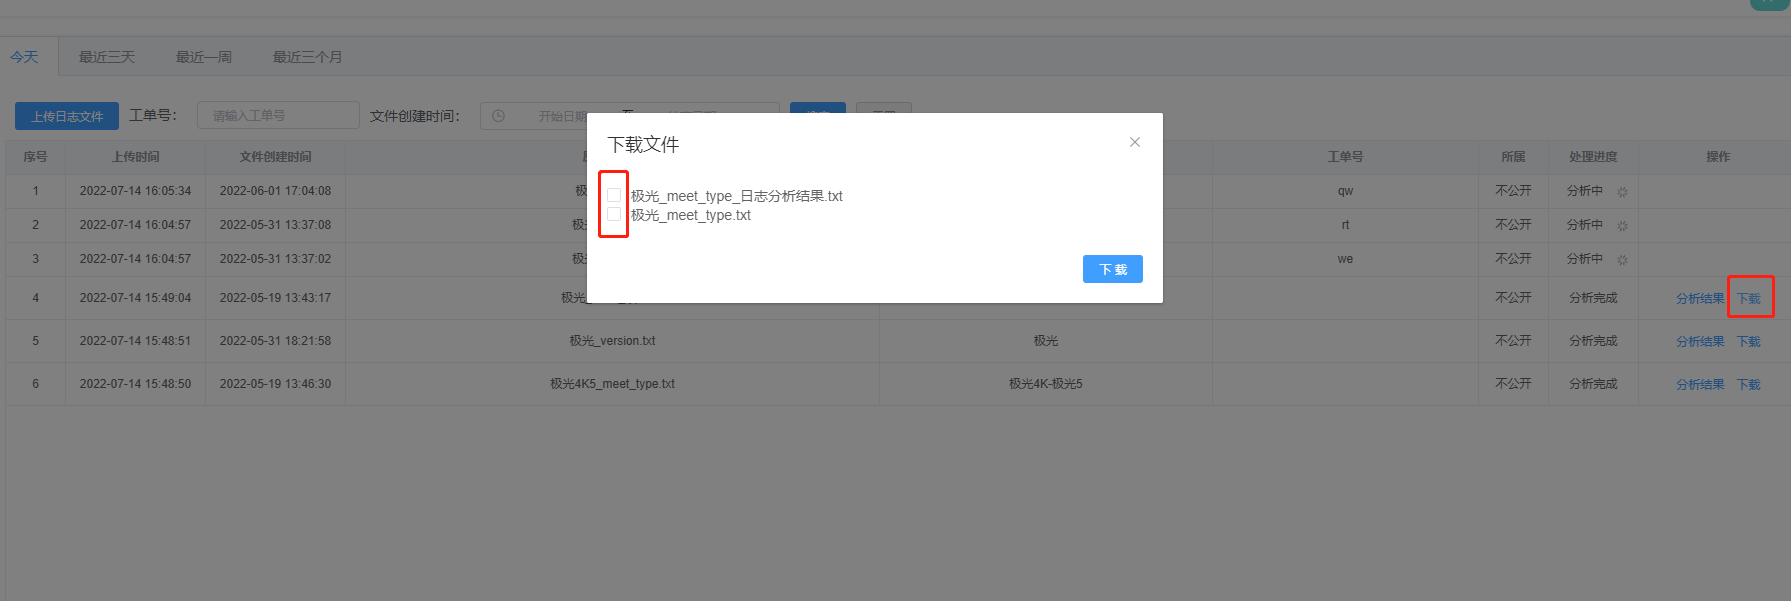 今天 最近三天 最近一周 最近三个月
上传日志文件 工单号： 请输入工单号 文件创建时间： 开始日期
下载文件
极光_meet_type_日志分析结果.txt
极光_meet_type.txt
下载
序号 上传时间 文件创建时间 工单号 所属 处理进度 操作
1 2022-07-14 16:05:34 2022-06-01 17:04:08 极 qw 不公开 分析中
2 2022-07-14 16:04:57 2022-05-31 13:37:08 极 rt 不公开 分析中
3 2022-07-14 16:04:57 2022-05-31 13:37:02 极 we 不公开 分析中
4 2022-07-14 15:49:04 2022-05-19 13:43:17 极光_ 不公开 分析完成 分析结果 下载
5 2022-07-14 15:48:51 2022-05-31 18:21:58 极光_version.txt 极光 不公开 分析完成 分析结果 下载
6 2022-07-14 15:48:50 2022-05-19 13:46:30 极光4K5_meet_type.txt 极光4K-极光5 不公开 分析完成 分析结果 下载